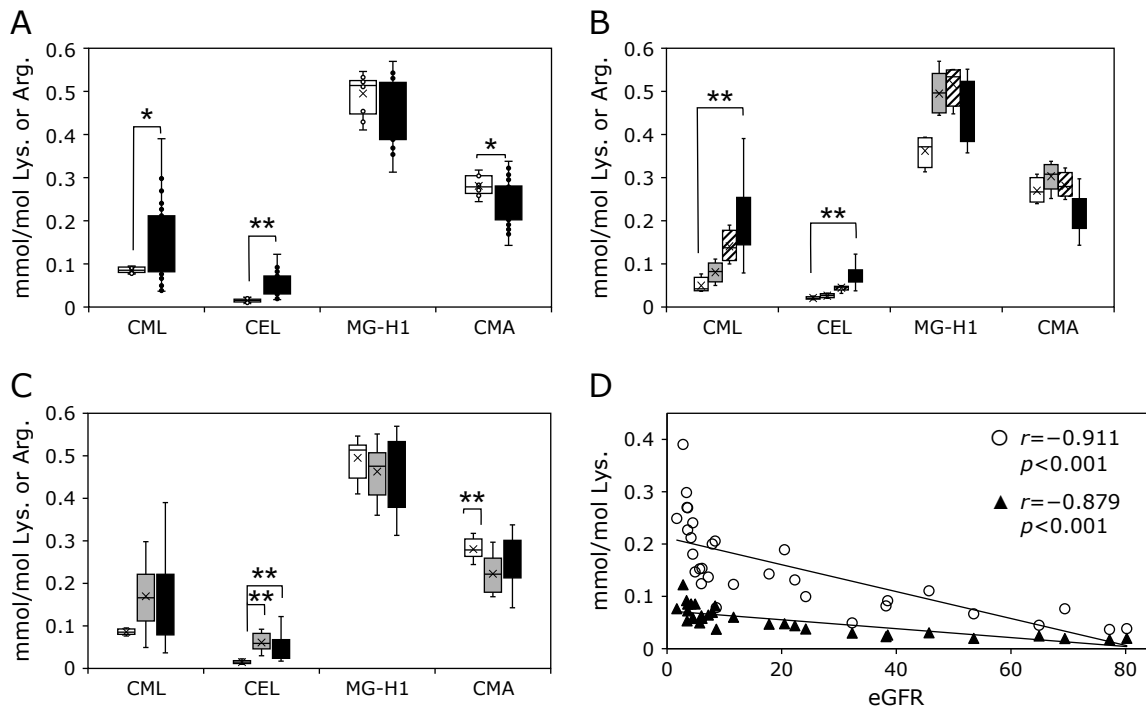 A
mmol/mol Lys. or Arg.
0.6
0.5
0.4
0.3
0.2
0.1
0
*
**
*
CML CEL MG-H1 CMA
B
mmol/mol Lys. or Arg.
0.6
0.5
0.4
0.3
0.2
0.1
0
**
**
CML CEL MG-H1 CMA
C
mmol/mol Lys. or Arg.
0.6
0.5
0.4
0.3
0.2
0.1
0
**
**
**
CML CEL MG-H1 CMA
D
mmol/mol Lys.
0.4
0.3
0.2
0.1
0
r=−0.911
p<0.001
r=−0.879
p<0.001
0 20 40 60 80
eGFR